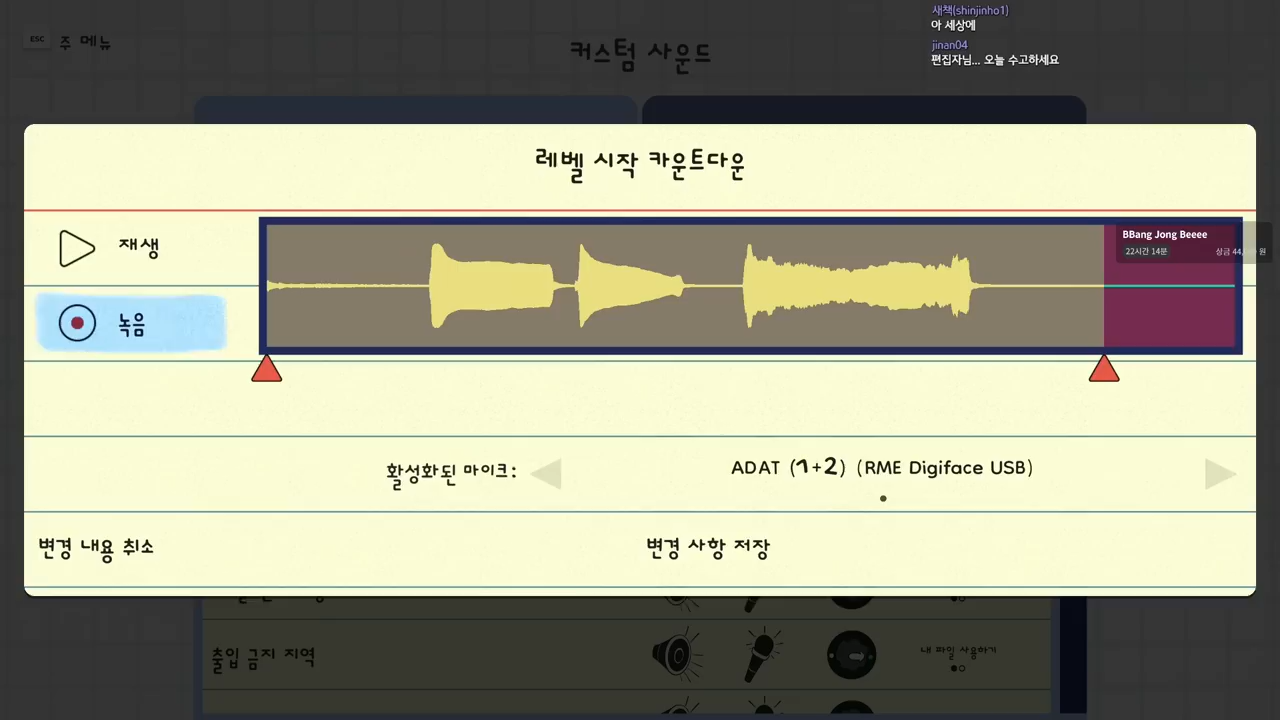 새책(shinjinho1)
아 세상에
jinan04
편집자님... 오늘 수고하세요
ESC 주 메뉴
커스텀 사운드
레벨 시작 카운트다운
재생
BBang Jong Beeee
22시간 14분
녹음
활성화된 마이크:
ADAT (1+2) (RME Digiface USB)
변경 내용 취소
변경 사항 저장
출입 금지 지역
내 파일 사용하기